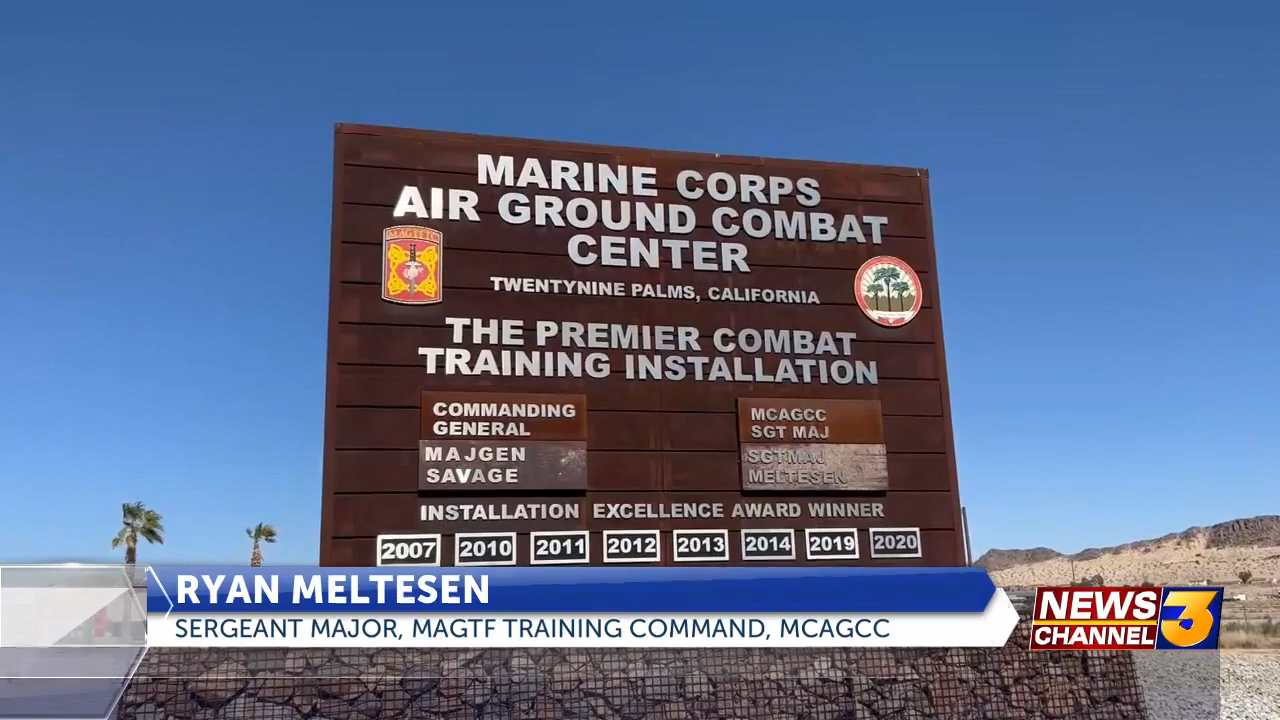 MARINE CORPS
AIR GROUND COMBAT
CENTER
MAGTFTC
TWENTYNINE PALMS, CALIFORNIA
THE PREMIER COMBAT
TRAINING INSTALLATION
COMMANDING
GENERAL
MAJGEN
SAVAGE
MCAGCC
SGT MAJ
SGTMAJ
MELTESEN
INSTALLATION EXCELLENCE AWARD WINNER
2007 2010 2011 2012 2013 2014 2019 2020
RYAN MELTESEN
SERGEANT MAJOR, MAGTF TRAINING COMMAND, MCAGCC
NEWS
CHANNEL 3